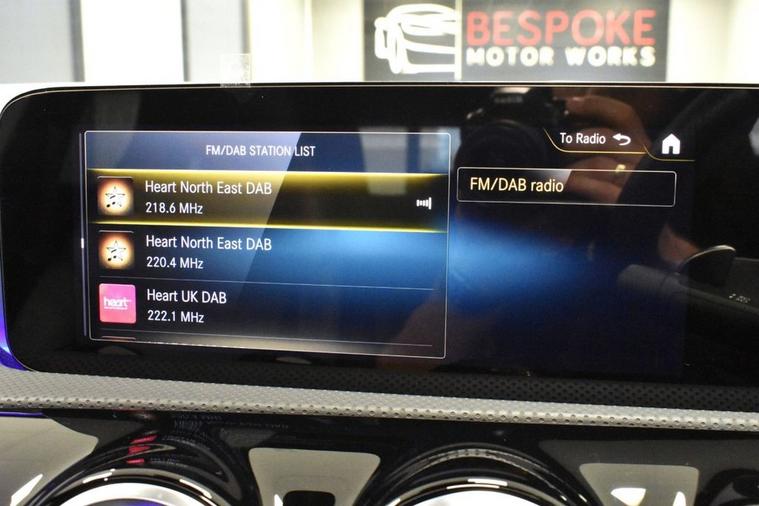 BESPOKE
MOTOR WORKS
FM/DAB STATION LIST
To Radio
Heart North East DAB
218.6 MHz
FM/DAB radio
Heart North East DAB
220.4 MHz
heart
Heart UK DAB
222.1 MHz